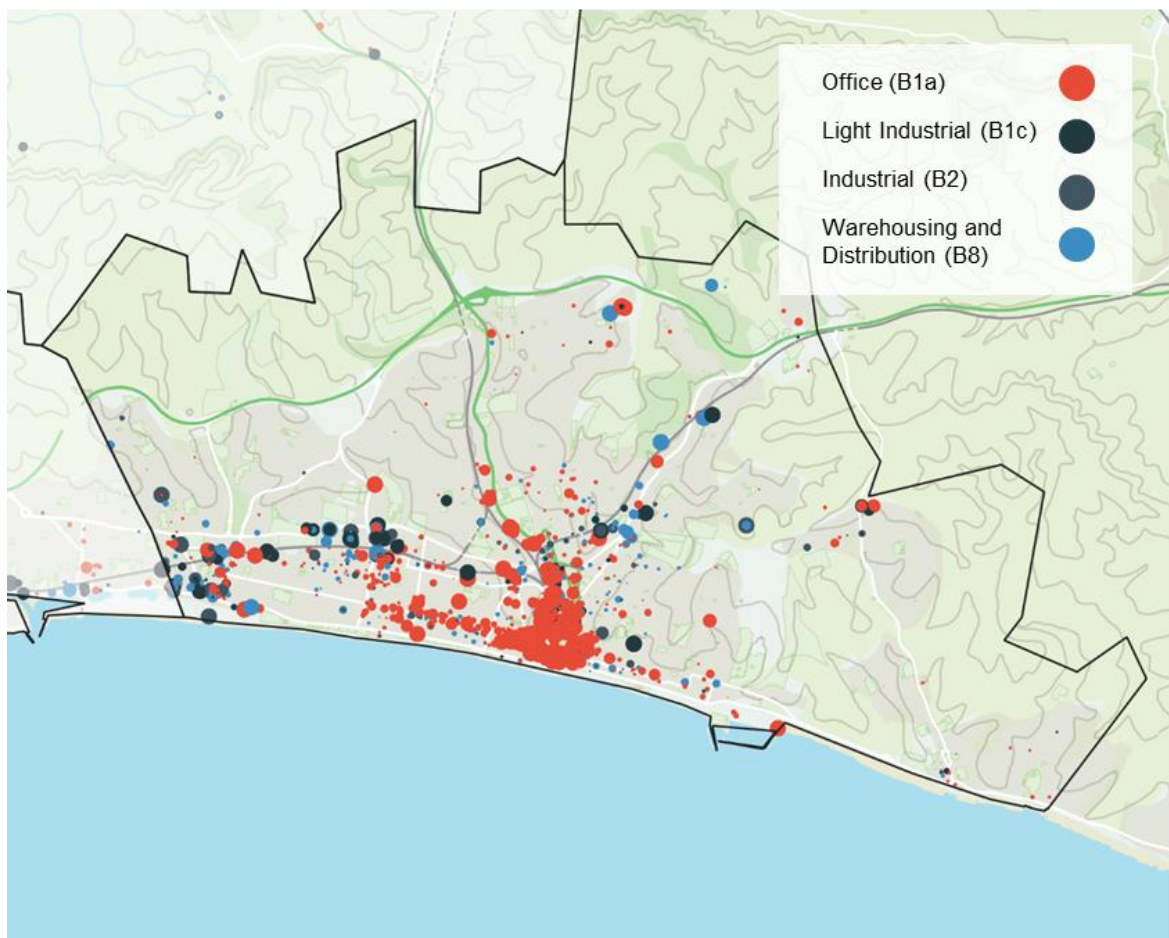 Office (B1a)
Light Industrial (B1c)
Industrial (B2)
Warehousing and
Distribution (B8)